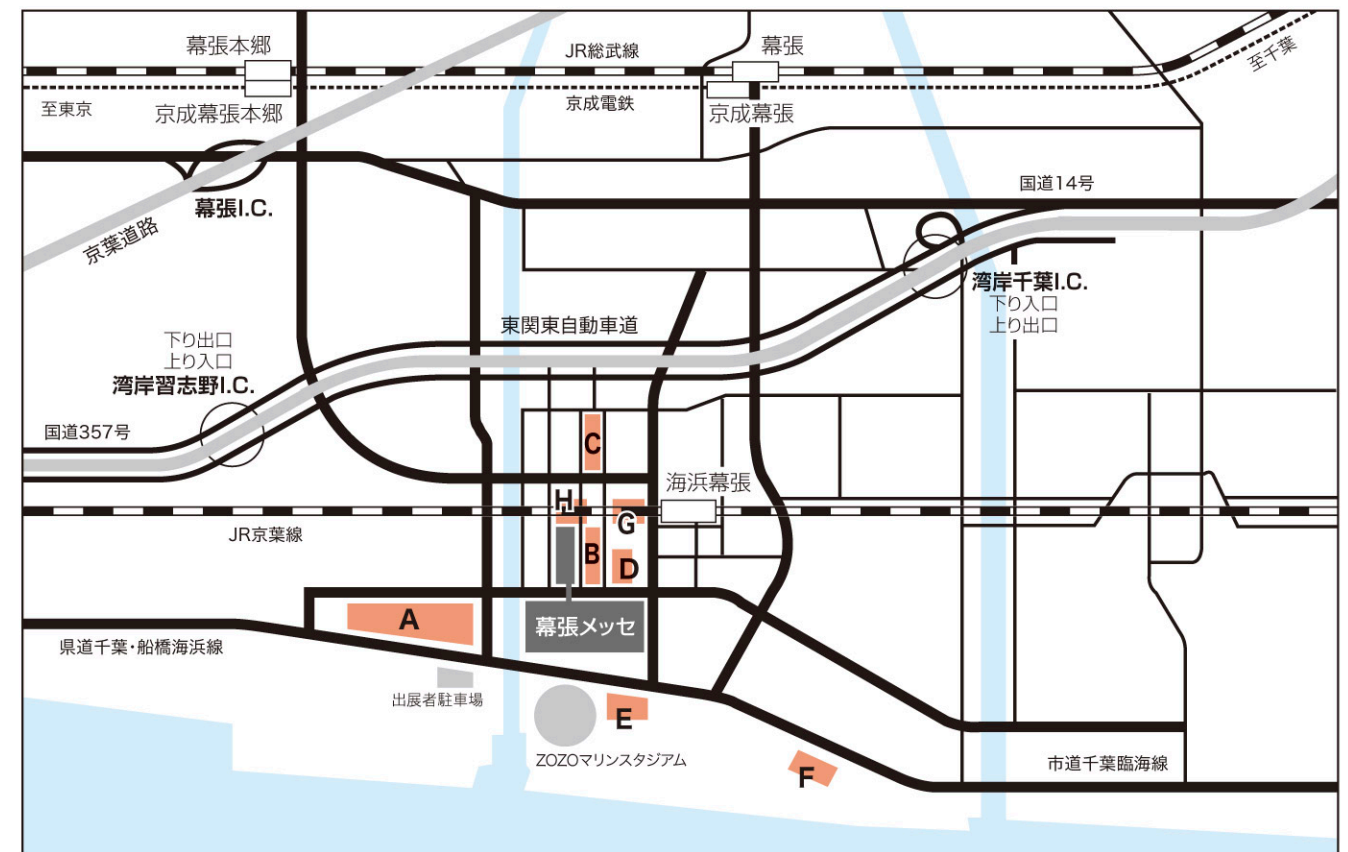 幕張本郷
JR総武線
幕張
至千葉
至東京
京成幕張本郷
京成電鉄
京成幕張
国道14号
幕張I.C.
京葉道路
湾岸千葉I.C.
下り入口
上り出口
東関東自動車道
下り出口
上り入口
湾岸習志野I.C.
国道357号
C
海浜幕張
H
G
JR京葉線
B
D
A
幕張メッセ
県道千葉・船橋海浜線
出展者駐車場
E
ZOZOマリンスタジアム
F
市道千葉臨海線